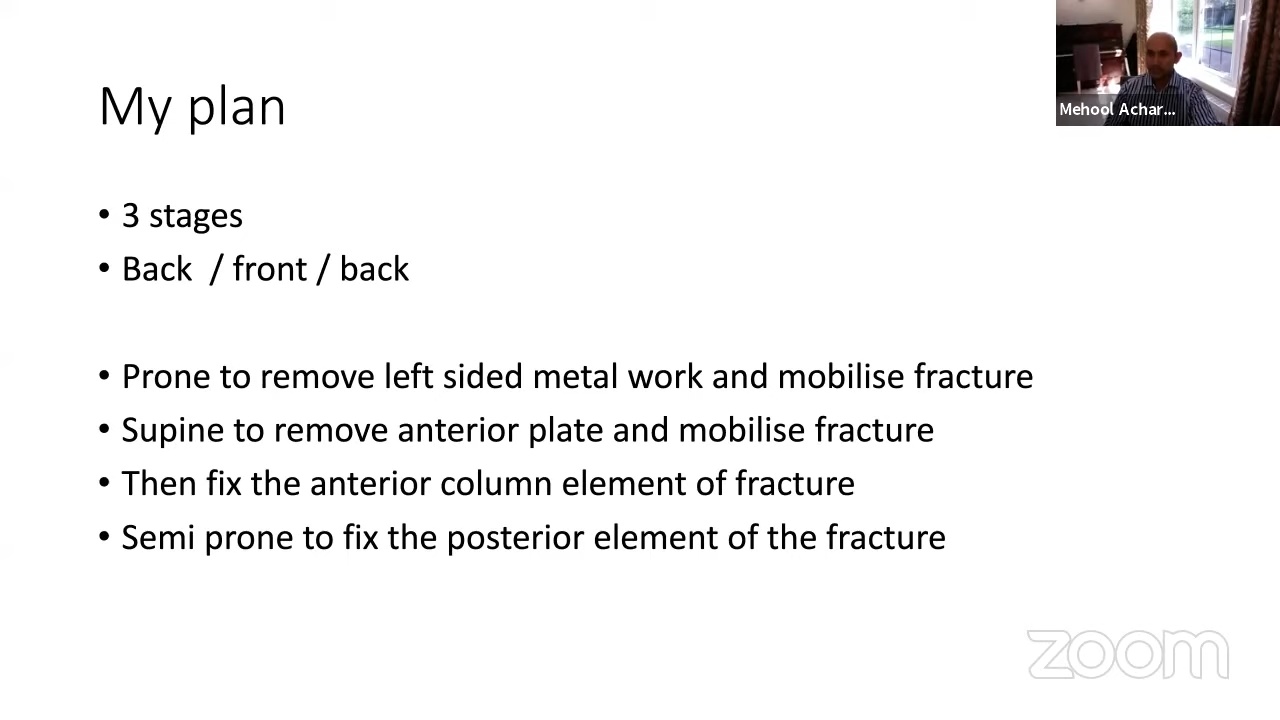 My plan
Mehool Achar...
• 3 stages
• Back / front / back
• Prone to remove left sided metal work and mobilise fracture
• Supine to remove anterior plate and mobilise fracture
• Then fix the anterior column element of fracture
• Semi prone to fix the posterior element of the fracture
zoom